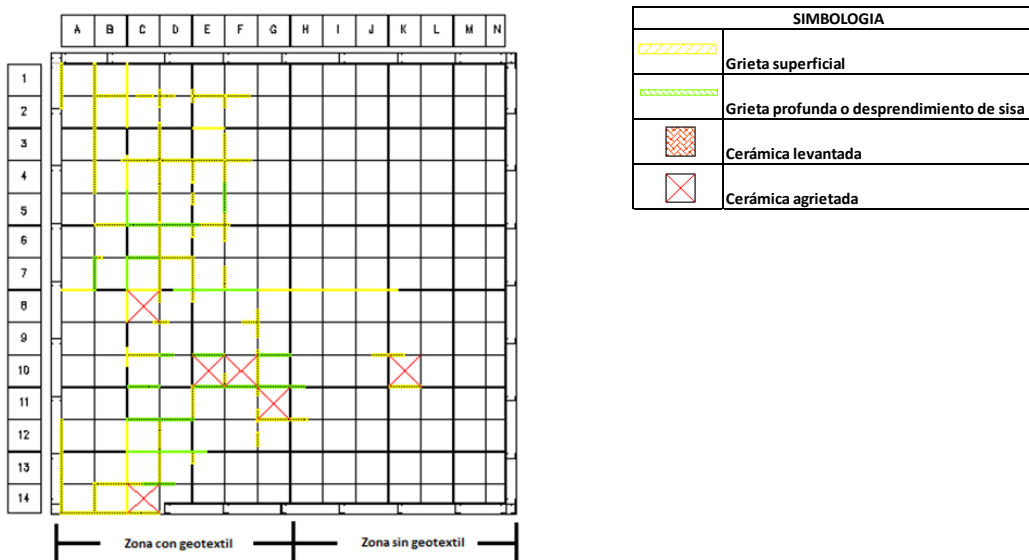 A B C D E F G H I J K L M N
1
2
3
4
5
6
7
8
9
10
11
12
13
14
Zona con geotextil
Zona sin geotextil
SIMBOLOGIA
Grieta superficial
Grieta profunda o desprendimiento de sisa
Cerámica levantada
Cerámica agrietada